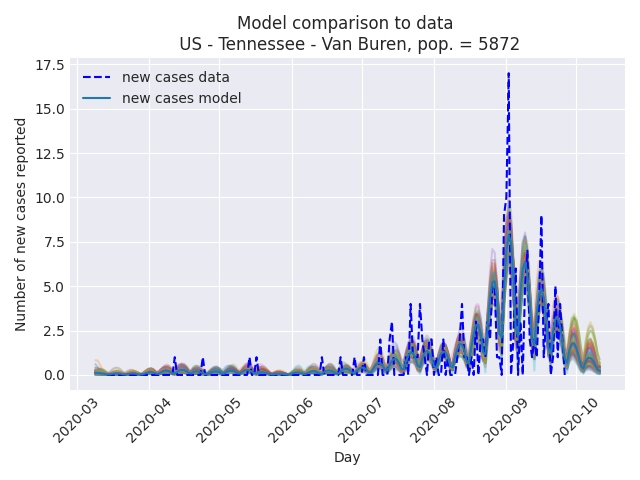 Model comparison to data
US - Tennessee - Van Buren, pop. = 5872
new cases data
new cases model
Number of new cases reported
17.5
15.0
12.5
10.0
7.5
5.0
2.5
0.0
2020-03
2020-04
2020-05
2020-06
2020-07
2020-08
2020-09
2020-10
Day